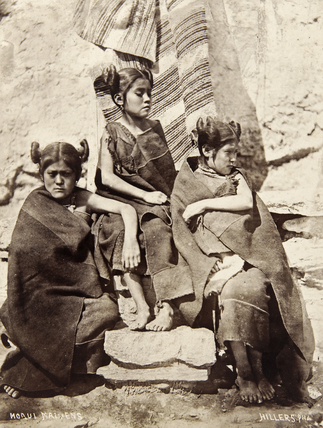 MOQUI MAIDENS
HILLERS, PHO.